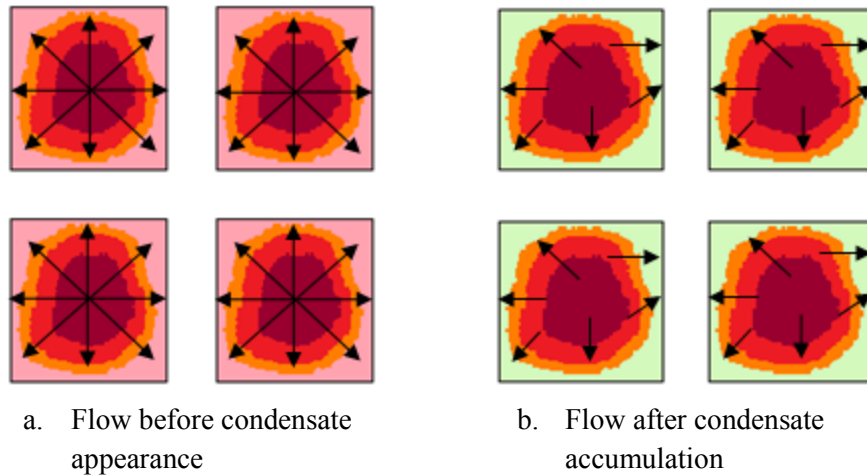 a. Flow before condensate
appearance
b. Flow after condensate
accumulation